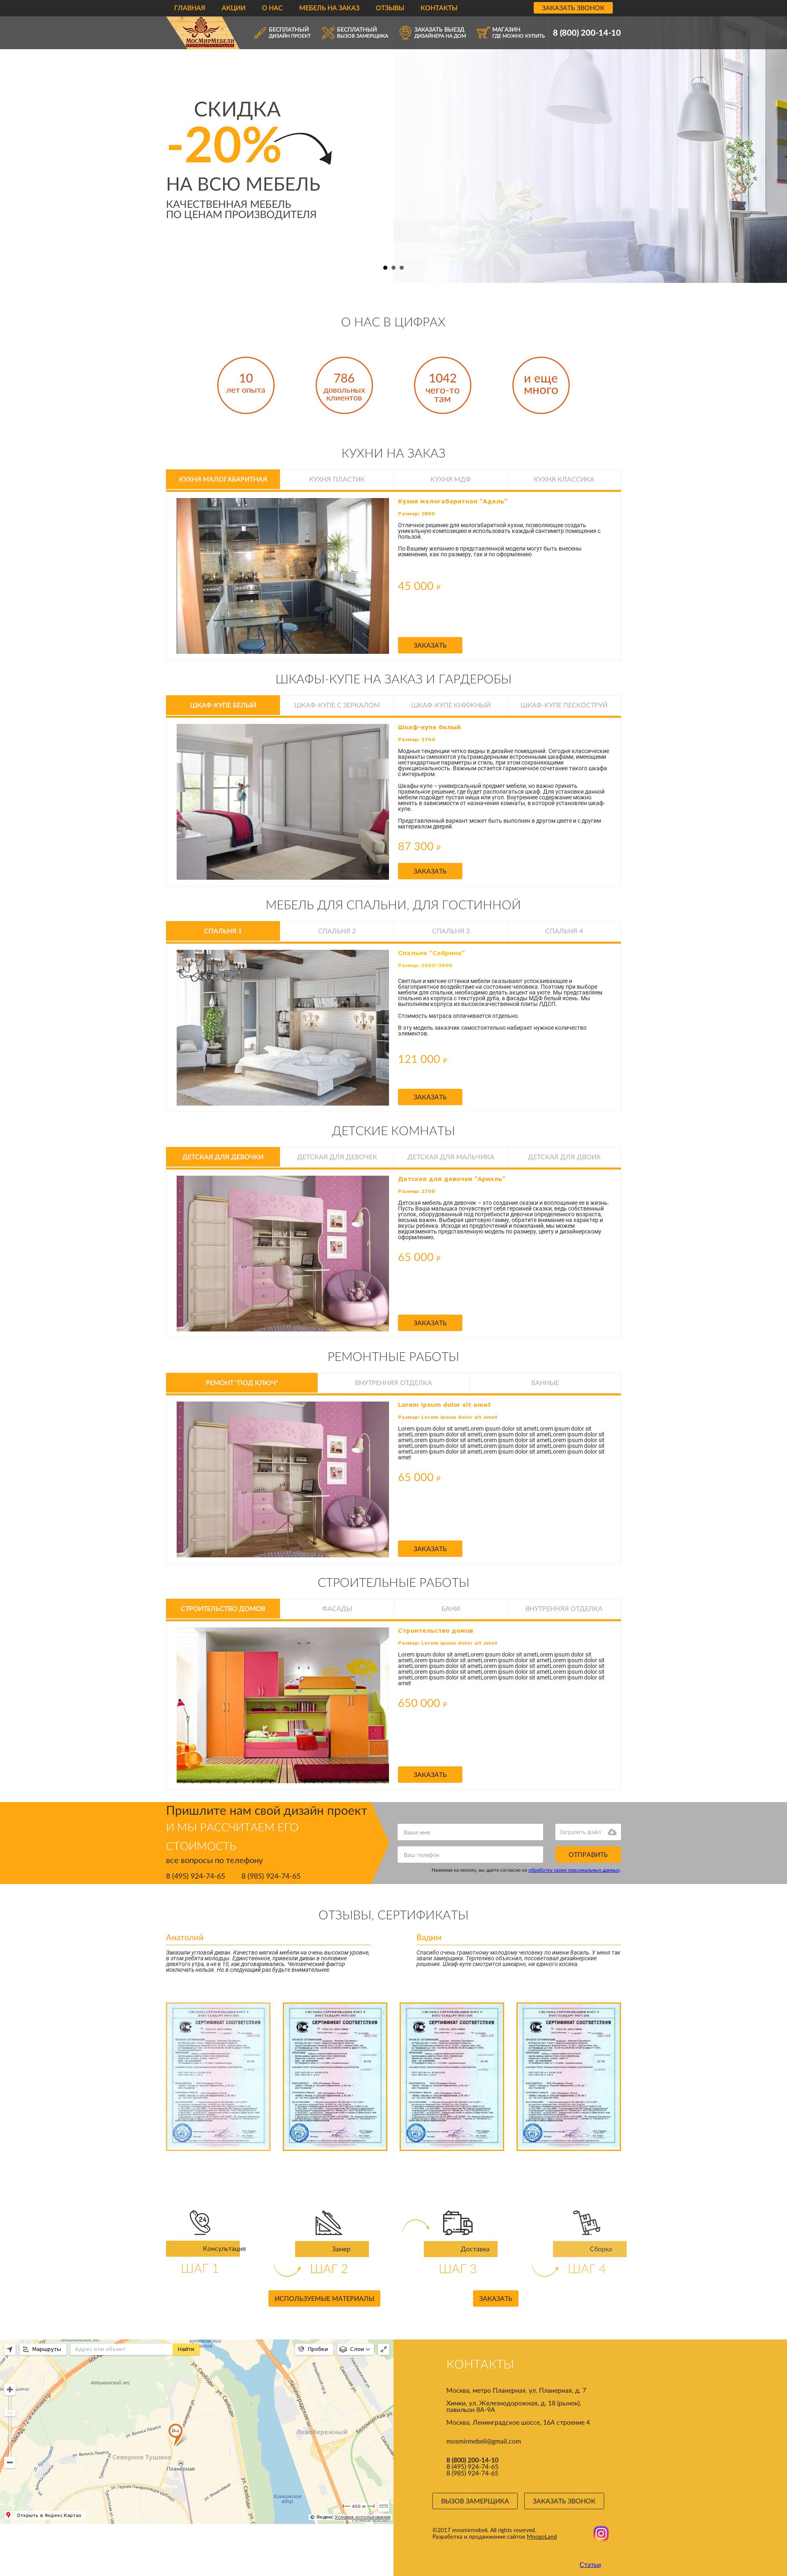 ГЛАВНАЯ АКЦИИ О НАС МЕБЕЛЬ НА ЗАКАЗ ОТЗЫВЫ КОНТАКТЫ ЗАКАЗАТЬ ЗВОНОК
МосМирМебели
БЕСПЛАТНЫЙ
ДИЗАЙН ПРОЕКТ
БЕСПЛАТНЫЙ
ВЫЗОВ ЗАМЕРЩИКА
ЗАКАЗАТЬ ВЫЕЗД
ДИЗАЙНЕРА НА ДОМ
МАГАЗИН
ГДЕ МОЖНО КУПИТЬ
8 (800) 200-14-10
СКИДКА
-20%
НА ВСЮ МЕБЕЛЬ
КАЧЕСТВЕННАЯ МЕБЕЛЬ
ПО ЦЕНАМ ПРОИЗВОДИТЕЛЯ
О НАС В ЦИФРАХ
10
лет опыта
786
довольных
клиентов
1042
чего-то
там
и еще
много
КУХНИ НА ЗАКАЗ
КУХНЯ МАЛОГАБАРИТНАЯ КУХНЯ ПЛАСТИК КУХНЯ МДФ КУХНЯ КЛАССИКА
Кухня малогабаритная "Адель"
Размер: 1800
Отличное решение для малогабаритной кухни, позволяющее создать
уникальную композицию и использовать каждый сантиметр помещения с
пользой.
По Вашему желанию в представленной модели могут быть внесены
изменения, как по размеру, так и по оформлению
45 000 ₽
ЗАКАЗАТЬ
ШКАФЫ-КУПЕ НА ЗАКАЗ И ГАРДЕРОБЫ
ШКАФ-КУПЕ БЕЛЫЙ ШКАФ-КУПЕ С ЗЕРКАЛОМ ШКАФ-КУПЕ КНИЖНЫЙ ШКАФ-КУПЕ ПЕСКОСТРУЙ
Шкаф-купе белый
Размер: 2700
Модные тенденции четко видны в дизайне помещений. Сегодня классические
варианты сменяются ультрамодерными встроенными шкафами, имеющими
нестандартные параметры и стиль, при этом сохраняющими
функциональность. Важным остается гармоничное сочетание такого шкафа
с интерьером.
Шкафы-купе – универсальный предмет мебели, но важно принять
правильное решение, где будет располагаться шкаф. Для установки данной
мебели подойдет пустая ниша или угол. Внутреннее содержание можно
менять в зависимости от назначения комнаты, в которой установлен шкаф-
купе.
Представленный вариант может быть выполнен в другом цвете и с другим
материалом дверей.
87 300 ₽
ЗАКАЗАТЬ
МЕБЕЛЬ ДЛЯ СПАЛЬНИ, ДЛЯ ГОСТИННОЙ
СПАЛЬНЯ 1 СПАЛЬНЯ 2 СПАЛЬНЯ 3 СПАЛЬНЯ 4
Спальня "Сабрина"
Размер: 1400*2000
Светлые и мягкие оттенки мебели оказывают успокаивающее и
благоприятное воздействие на состояние человека. Поэтому при выборе
мебели для спальни, необходимо делать акцент на уюте. Мы представляем
спальню из корпуса с текстурой дуба, а фасады МДФ белый ясень. Мы
выполняем корпуса из высококачественной плиты ЛДСП.
Стоимость матраса оплачивается отдельно.
В эту модель заказчик самостоятельно набирает нужное количество
элементов.
121 000 ₽
ЗАКАЗАТЬ
ДЕТСКИЕ КОМНАТЫ
ДЕТСКАЯ ДЛЯ ДЕВОЧКИ ДЕТСКАЯ ДЛЯ ДЕВОЧЕК ДЕТСКАЯ ДЛЯ МАЛЬЧИКА ДЕТСКАЯ ДЛЯ ДВОИХ
Детская для девочки "Ариэль"
Размер: 2700
Детская мебель для девочек – это создание сказки и воплощение ее в жизнь.
Пусть Ваша малышка почувствует себя героиней сказки, ведь собственный
уголок, оборудованный под потребности девочки определенного возраста,
весьма важен. Выбирая цветовую гамму, обратите внимание на характер и
вкусы ребенка. Исходя из предпочтений и пожеланий, мы можем
видоизменять представленную модель по размеру, цвету и дизайнерскому
оформлению.
65 000 ₽
ЗАКАЗАТЬ
РЕМОНТНЫЕ РАБОТЫ
РЕМОНТ "ПОД КЛЮЧ" ВНУТРЕННЯЯ ОТДЕЛКА ВАННЫЕ
Lorem ipsum dolor sit amet
Размер: Lorem ipsum dolor sit amet
Lorem ipsum dolor sit ametLorem ipsum dolor sit ametLorem ipsum dolor sit
ametLorem ipsum dolor sit ametLorem ipsum dolor sit ametLorem ipsum dolor sit
ametLorem ipsum dolor sit ametLorem ipsum dolor sit ametLorem ipsum dolor sit
ametLorem ipsum dolor sit ametLorem ipsum dolor sit ametLorem ipsum dolor sit
ametLorem ipsum dolor sit ametLorem ipsum dolor sit ametLorem ipsum dolor sit
amet
65 000 ₽
ЗАКАЗАТЬ
СТРОИТЕЛЬНЫЕ РАБОТЫ
СТРОИТЕЛЬСТВО ДОМОВ ФАСАДЫ БАНИ ВНУТРЕННЯЯ ОТДЕЛКА
Строительство домов
Размер: Lorem ipsum dolor sit amet
Lorem ipsum dolor sit ametLorem ipsum dolor sit ametLorem ipsum dolor sit
ametLorem ipsum dolor sit ametLorem ipsum dolor sit ametLorem ipsum dolor sit
ametLorem ipsum dolor sit ametLorem ipsum dolor sit ametLorem ipsum dolor sit
ametLorem ipsum dolor sit ametLorem ipsum dolor sit ametLorem ipsum dolor sit
ametLorem ipsum dolor sit ametLorem ipsum dolor sit ametLorem ipsum dolor sit
amet
650 000 ₽
ЗАКАЗАТЬ
Пришлите нам свой дизайн проект
И МЫ РАССЧИТАЕМ ЕГО
СТОИМОСТЬ
все вопросы по телефону
8 (495) 924-74-65 8 (985) 924-74-65
Ваше имя
Загрузить файл
Ваш телефон
ОТПРАВИТЬ
Нажимая на кнопку, вы даете согласие на обработку своих персональных данных.
ОТЗЫВЫ, СЕРТИФИКАТЫ
Анатолий
Заказали угловой диван. Качество мягкой мебели на очень высоком уровне,
в этом ребята молодцы. Единственное, привезли диван в половине
девятого утра, а не в 10, как договаривались. Человеческий фактор
исключать нельзя. Но в следующий раз будьте внимательнее.
Вадим
Спасибо очень грамотному молодому человеку по имени Василь. У меня так
звали замерщика. Терпеливо объяснил, посоветовал дизайнерские
решения. Шкаф-купе смотрится шикарно, ни единого косяка.
СЕРТИФИКАТ СООТВЕТСТВИЯ
СЕРТИФИКАТ СООТВЕТСТВИЯ
СЕРТИФИКАТ СООТВЕТСТВИЯ
СЕРТИФИКАТ СООТВЕТСТВИЯ
24
Консультация Замер Доставка Сборка
ШАГ 1 ШАГ 2 ШАГ 3 ШАГ 4
ИСПОЛЬЗУЕМЫЕ МАТЕРИАЛЫ ЗАКАЗАТЬ
Маршруты Адрес или объект Найти Пробки Слои
Алёшкинский лес
Левобережный
Северное Тушино
Планерная
Химкинское
вдхр.
400 м
Открыть в Яндекс.Картах
© Яндекс Условия использования
КОНТАКТЫ
Москва, метро Планерная. ул. Планерная, д. 7
Химки, ул. Железнодорожная, д. 18 (рынок),
павильон 8А-9А
Москва, Ленинградское шоссе, 16А строение 4
mosmirmebeli@gmail.com
8 (800) 200-14-10
8 (495) 924-74-65
8 (985) 924-74-65
ВЫЗОВ ЗАМЕРЩИКА ЗАКАЗАТЬ ЗВОНОК
©2017 mosmirmebeli. All rights reserved.
Разработка и продвижение сайтов MnogoLand
Статьи